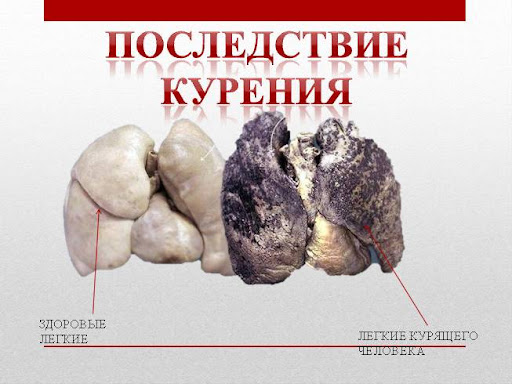 ПОСЛЕДСТВИЕ
КУРЕНИЯ
ЗДОРОВЫЕ
ЛЕГКИЕ
ЛЕГКИЕ КУРЯЩЕГО
ЧЕЛОВЕКА